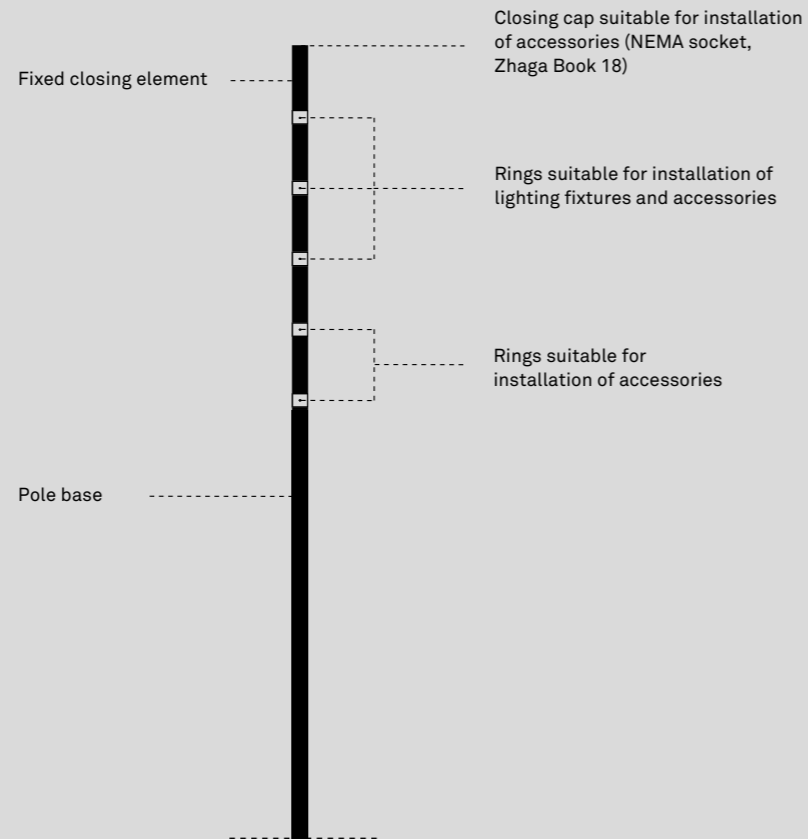 Closing cap suitable for installation
of accessories (NEMA socket,
Zhaga Book 18)
Fixed closing element
Rings suitable for installation of
lighting fixtures and accessories
Rings suitable for
installation of accessories
Pole base